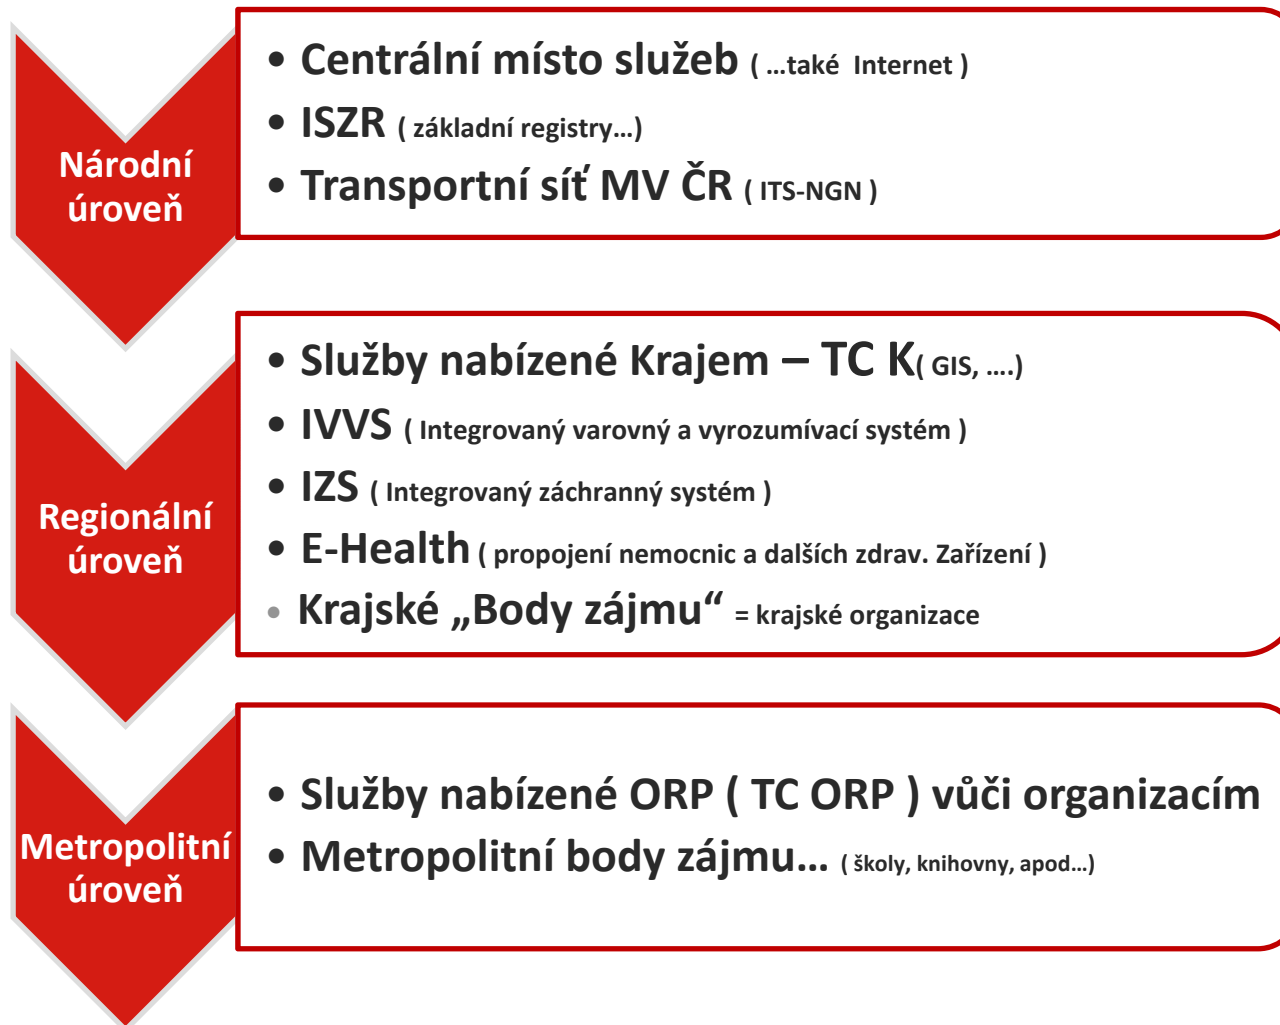 Národní
úroveň
• Centrální místo služeb ( …také  Internet )
• ISZR ( základní registry…)
• Transportní síť MV ČR ( ITS-NGN )
Regionální
úroveň
• Služby nabízené Krajem – TC K( GIS, ….)
• IVVS ( Integrovaný varovný a vyrozumívací systém )
• IZS ( Integrovaný záchranný systém )
• E-Health ( propojení nemocnic a dalších zdrav. Zařízení )
• Krajské „Body zájmu“ = krajské organizace
Metropolitní
úroveň
• Služby nabízené ORP ( TC ORP ) vůči organizacím
• Metropolitní body zájmu… ( školy, knihovny, apod…)